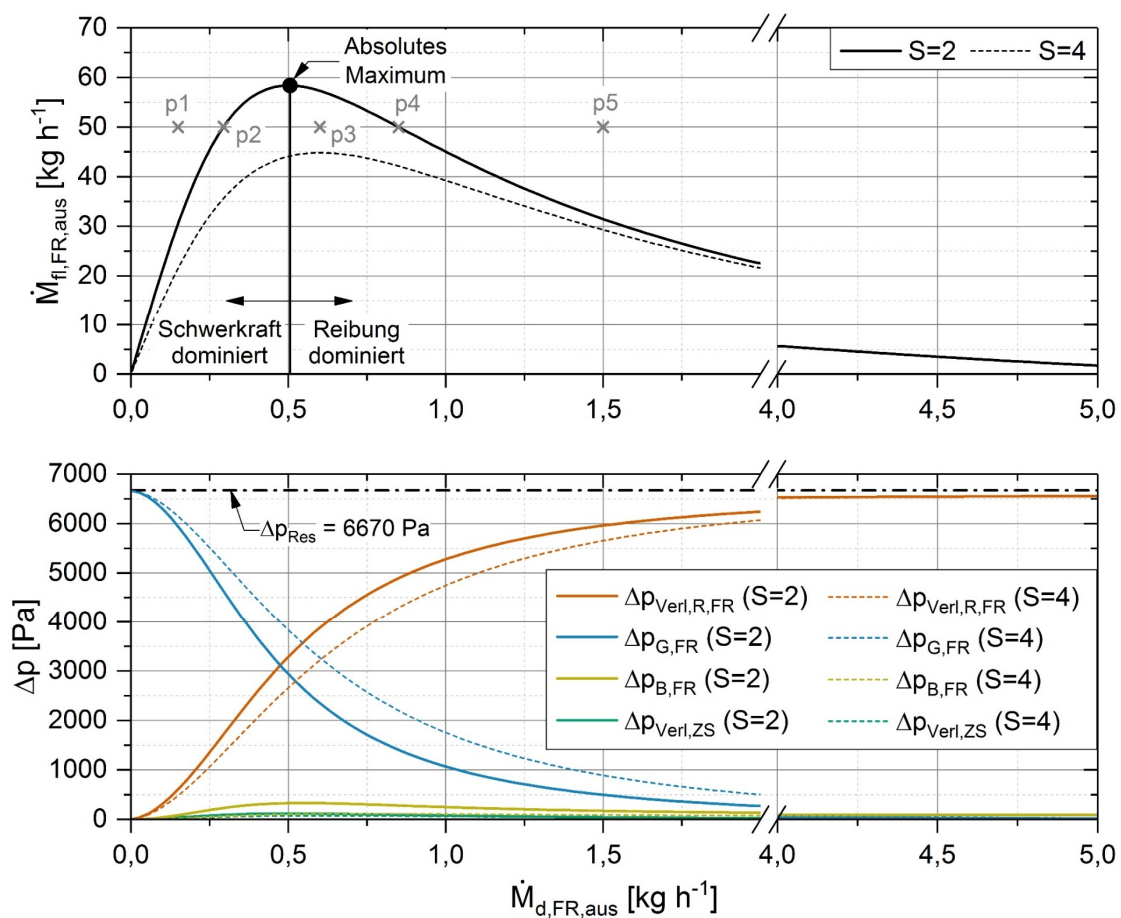 70
60
50
40
30
20
10
0
Ṁfl,FR,aus [kg h⁻¹]
Absolutes
Maximum
S=2 S=4
p1 p2 p3 p4 p5
Schwerkraft
dominiert
Reibung
dominiert
0,0 0,5 1,0 1,5 4,0 4,5 5,0
7000
6000
5000
4000
3000
2000
1000
0
Δp [Pa]
ΔpRes = 6670 Pa
ΔpVerl,R,FR (S=2) ΔpVerl,R,FR (S=4)
ΔpG,FR (S=2) ΔpG,FR (S=4)
ΔpB,FR (S=2) ΔpB,FR (S=4)
ΔpVerl,ZS (S=2) ΔpVerl,ZS (S=4)
0,0 0,5 1,0 1,5 4,0 4,5 5,0
Ṁd,FR,aus [kg h⁻¹]